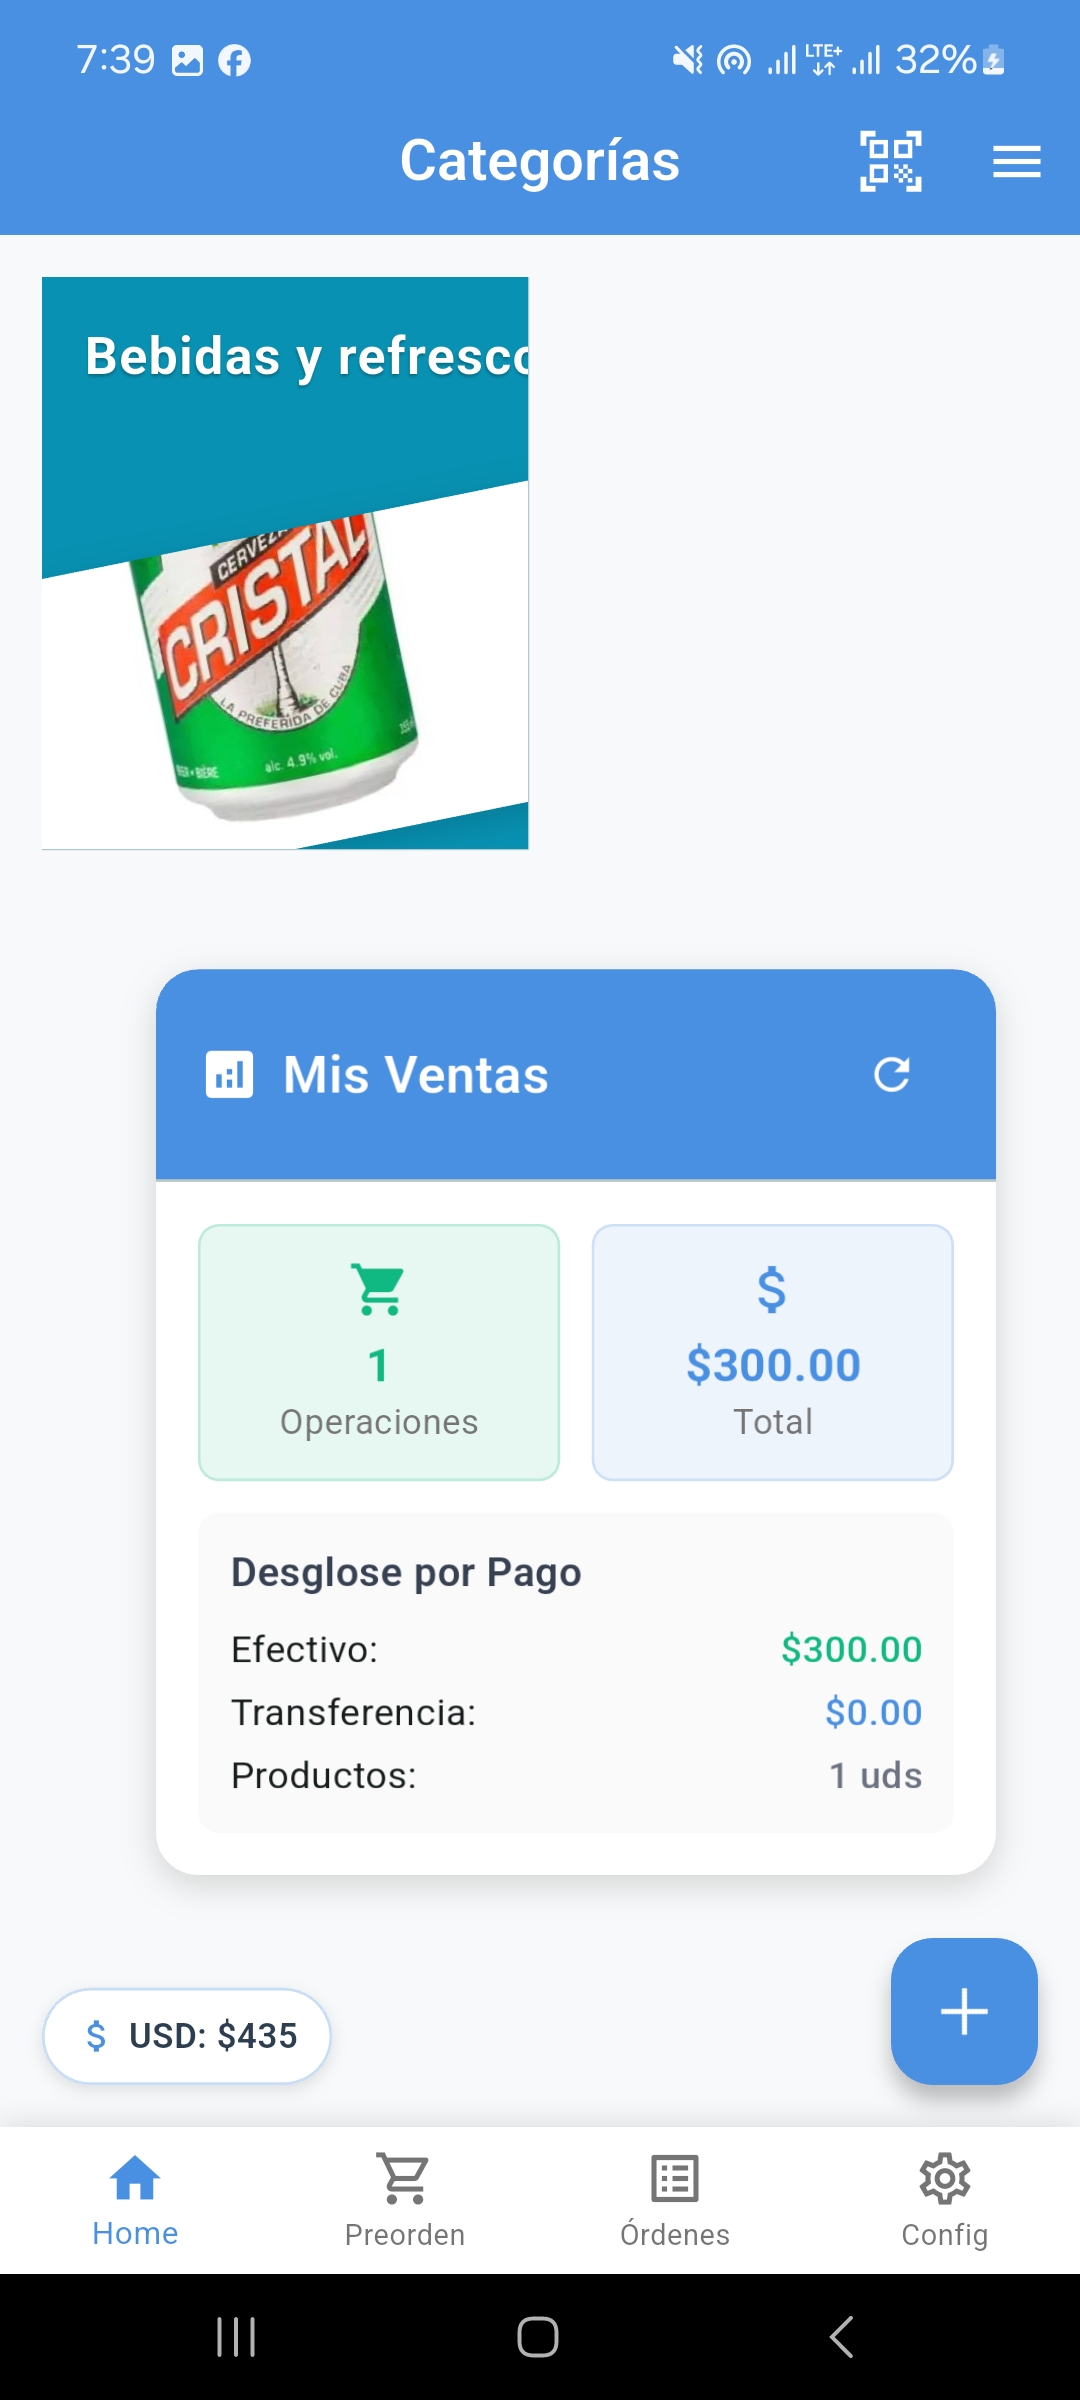 7:39
LTE+
32%
Categorías
Bebidas y refresco
CERVEZA
CRISTAL
LA PREFERIDA DE CUBA
BIÈRE
alc. 4.9% vol.
Mis Ventas
1
Operaciones
$
$300.00
Total
Desglose por Pago
Efectivo: $300.00
Transferencia: $0.00
Productos: 1 uds
$ USD: $435
Home
Preorden
Órdenes
Config